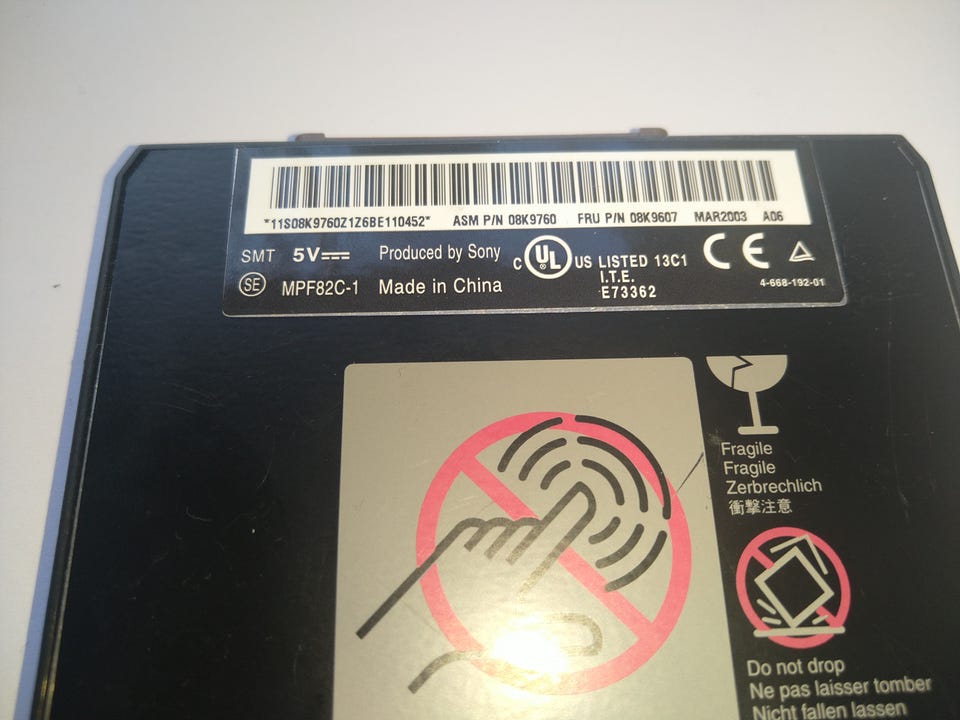 *11S08K9760Z1Z6BE110452* ASM P/N 08K9760 FRU P/N 08K9607 MAR2003 A06
SMT 5V Produced by Sony
C UL US LISTED 13C1
I.T.E.
E73362
CE
SE MPF82C-1 Made in China
4-668-192-01
Fragile
Fragile
Zerbrechlich
衝撃注意
Do not drop
Ne pas laisser tomber
Nicht fallen lassen